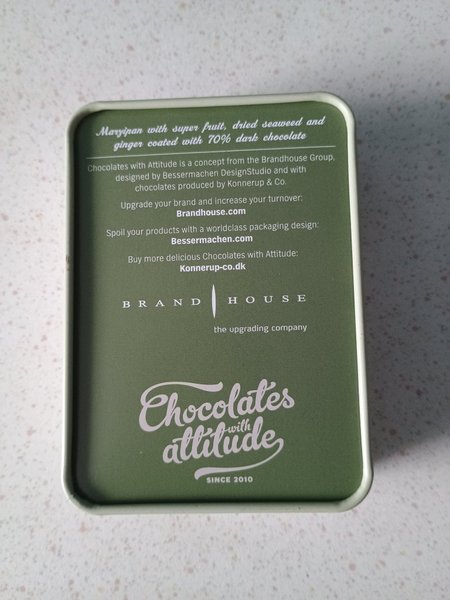 Marzipan with super fruit, dried seaweed and
ginger coated with 70% dark chocolate
Chocolates with Attitude is a concept from the Brandhouse Group,
designed by Bessermachen DesignStudio and with
chocolates produced by Konnerup & Co.
Upgrade your brand and increase your turnover:
Brandhouse.com
Spoil your products with a worldclass packaging design:
Bessermachen.com
Buy more delicious Chocolates with Attitude:
Konnerup-co.dk
BRAND HOUSE
the upgrading company
Chocolates
with
attitude
SINCE 2010